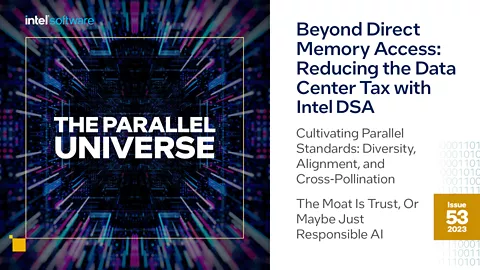 intel software
THE PARALLEL
UNIVERSE
Beyond Direct
Memory Access:
Reducing the Data
Center Tax with
Intel DSA
Cultivating Parallel
Standards: Diversity,
Alignment, and
Cross-Pollination
The Moat Is Trust, Or
Maybe Just
Responsible AI
Issue
53
2023